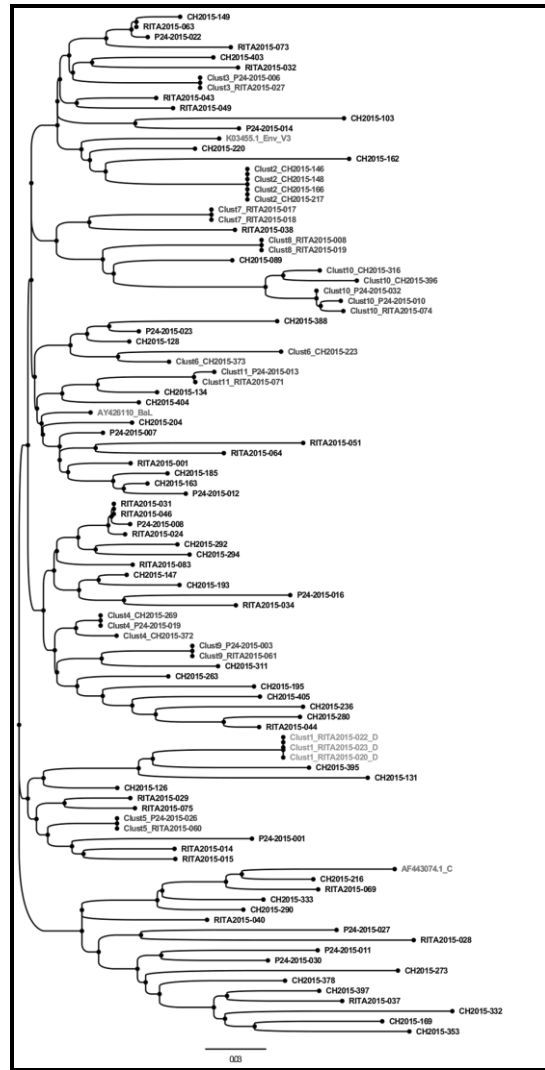 CH2015-149
RITA2015-063
P24-2015-022
RITA2015-073
CH2015-403
RITA2015-032
Clust3_P24-2015-006
Clust3_RITA2015-027
RITA2015-043
RITA2015-049
CH2015-103
P24-2015-014
K03455.1_Env_V3
CH2015-220
CH2015-162
Clust2_CH2015-146
Clust2_CH2015-148
Clust2_CH2015-166
Clust2_CH2015-217
Clust7_RITA2015-017
Clust7_RITA2015-018
RITA2015-038
Clust8_RITA2015-008
Clust8_RITA2015-019
CH2015-089
Clust10_CH2015-316
Clust10_CH2015-396
Clust10_P24-2015-032
Clust10_P24-2015-010
Clust10_RITA2015-074
CH2015-388
P24-2015-023
CH2015-128
Clust6_CH2015-223
Clust6_CH2015-373
Clust11_P24-2015-013
Clust11_RITA2015-071
CH2015-134
CH2015-404
AY426110_BaL
CH2015-204
P24-2015-007
RITA2015-051
RITA2015-064
RITA2015-001
CH2015-185
CH2015-163
P24-2015-012
RITA2015-031
RITA2015-046
P24-2015-008
RITA2015-024
CH2015-292
CH2015-294
RITA2015-083
CH2015-147
CH2015-193
P24-2015-016
RITA2015-034
Clust4_CH2015-269
Clust4_P24-2015-019
Clust4_CH2015-372
Clust9_P24-2015-003
Clust9_RITA2015-061
CH2015-311
CH2015-263
CH2015-195
CH2015-405
CH2015-236
CH2015-280
RITA2015-044
Clust1_RITA2015-022_D
Clust1_RITA2015-023_D
Clust1_RITA2015-020_D
CH2015-395
CH2015-131
CH2015-126
RITA2015-029
RITA2015-075
Clust5_P24-2015-026
Clust5_RITA2015-060
P24-2015-001
RITA2015-014
RITA2015-015
AF443074.1_C
CH2015-216
RITA2015-069
CH2015-333
CH2015-290
RITA2015-040
P24-2015-027
RITA2015-028
P24-2015-011
P24-2015-030
CH2015-273
CH2015-378
CH2015-397
RITA2015-037
CH2015-332
CH2015-169
CH2015-353
0.03